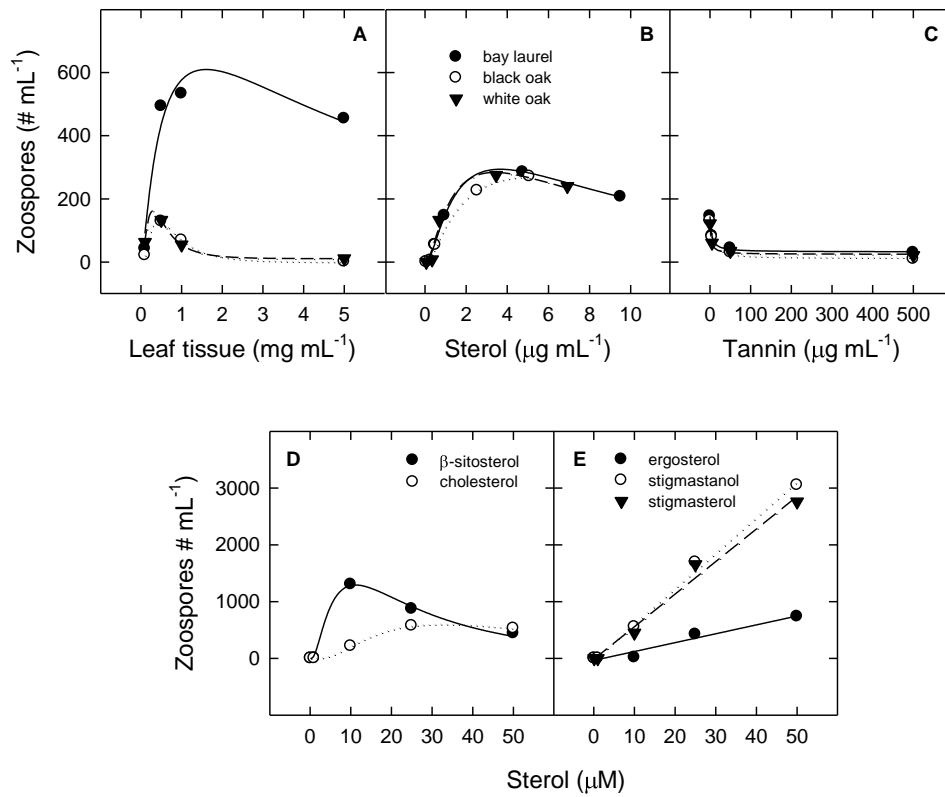 A
B
C
bay laurel
black oak
white oak
Zoospores (# mL⁻¹)
600
400
200
0
0 1 2 3 4 5
0 2 4 6 8 10
0 100 200 300 400 500
Leaf tissue (mg mL⁻¹)
Sterol (μg mL⁻¹)
Tannin (μg mL⁻¹)
D
β-sitosterol
cholesterol
E
ergosterol
stigmastanol
stigmasterol
Zoospores # mL⁻¹)
3000
2000
1000
0
0 10 20 30 40 50
0 10 20 30 40 50
Sterol (μM)